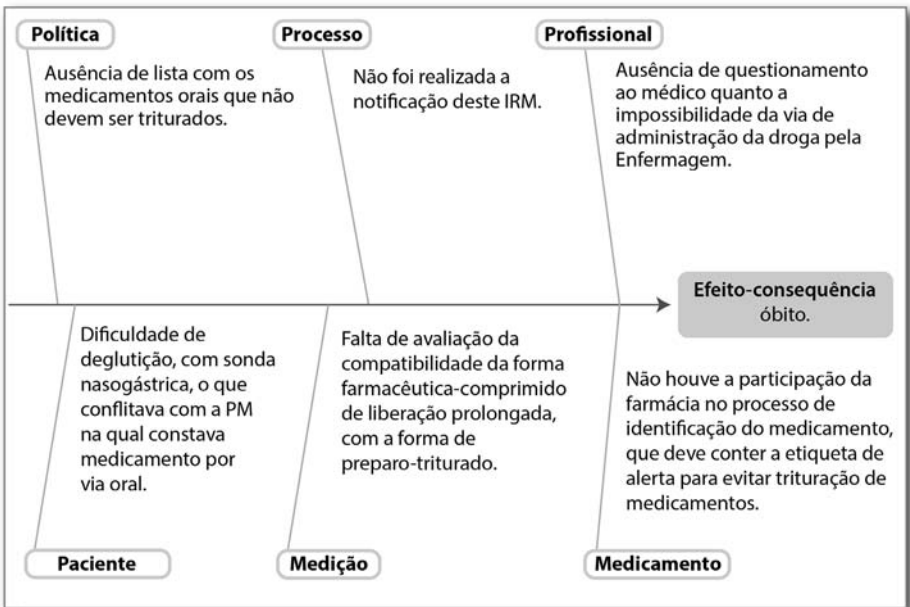 Política
Ausência de lista com os
medicamentos orais que não
devem ser triturados.
Processo
Não foi realizada a
notificação deste IRM.
Profissional
Ausência de questionamento
ao médico quanto a
impossibilidade da via de
administração da droga pela
Enfermagem.
Efeito-consequência
óbito.
Dificuldade de
deglutição, com sonda
nasogástrica, o que
conflitava com a PM
na qual constava
medicamento por
via oral.
Paciente
Falta de avaliação da
compatibilidade da forma
farmacêutica-comprimido
de liberação prolongada,
com a forma de
preparo-triturado.
Medição
Não houve a participação da
farmácia no processo de
identificação do medicamento,
que deve conter a etiqueta de
alerta para evitar trituração de
medicamentos.
Medicamento